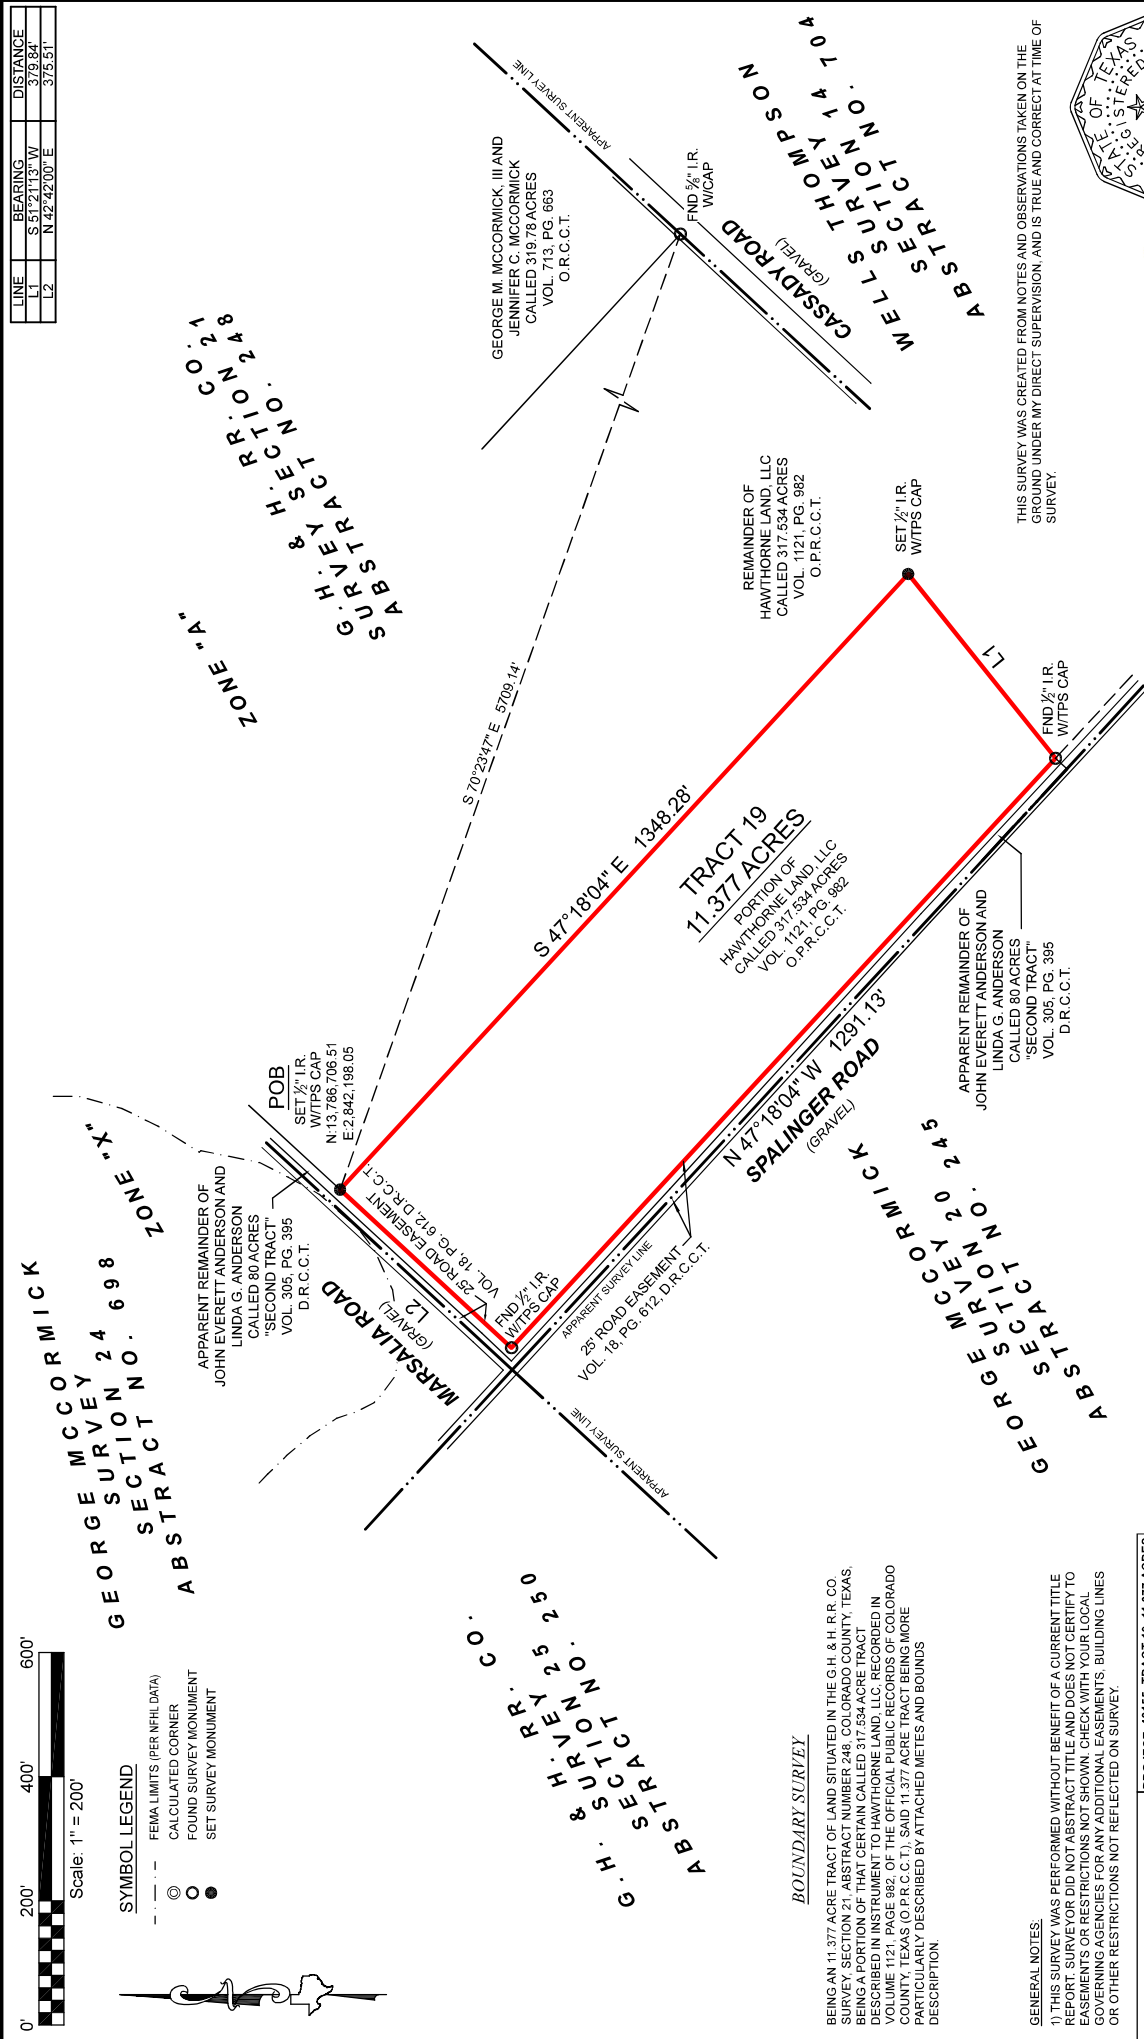 0' 200' 400' 600'
Scale: 1" = 200'
SYMBOL LEGEND
FEMA LIMITS (PER NFHL DATA)
CALCULATED CORNER
FOUND SURVEY MONUMENT
SET SURVEY MONUMENT
LINE BEARING DISTANCE
L1 S 51°21'13" W 379.84'
L2 N 42°42'00" E 375.51'
GEORGE MCCORMICK
SURVEY 24
SECTION 698
ABSTRACT NO.
ZONE "X"
ZONE "A"
G.H. & H. RR. CO.
SURVEY SECTION 21
ABSTRACT NO. 248
APPARENT REMAINDER OF
JOHN EVERETT ANDERSON AND
LINDA G. ANDERSON
CALLED 80 ACRES
"SECOND TRACT"
VOL. 305, PG. 395
D.R.C.C.T.
POB
SET ½" I.R.
W/TPS CAP
N:13,786,706.51
E:2,842,198.05
MARSALIA ROAD
(GRAVEL)
L2
25' ROAD EASEMENT
VOL. 18, PG. 612, D.R.C.C.T.
FND ½" I.R.
W/TPS CAP
APPARENT SURVEY LINE
APPARENT SURVEY LINE
25' ROAD EASEMENT
VOL. 18, PG. 612, D.R.C.C.T.
S 70°23'47" E 5709.14'
S 47°18'04" E 1348.28'
TRACT 19
11.377 ACRES
PORTION OF
HAWTHORNE LAND, LLC
CALLED 317.534 ACRES
VOL. 1121, PG. 982
O.P.R.C.C.T.
N 47°18'04" W 1291.13'
SPALINGER ROAD
(GRAVEL)
GEORGE M. MCCORMICK, III AND
JENNIFER C. MCCORMICK
CALLED 319.78 ACRES
VOL. 713, PG. 663
O.R.C.C.T.
APPARENT SURVEY LINE
FND ⅝" I.R.
W/CAP
CASSADY ROAD
(GRAVEL)
WELLS THOMPSON
SURVEY 14
SECTION 704
ABSTRACT NO.
REMAINDER OF
HAWTHORNE LAND, LLC
CALLED 317.534 ACRES
VOL. 1121, PG. 982
O.P.R.C.C.T.
SET ½" I.R.
W/TPS CAP
L1
FND ½" I.R.
W/TPS CAP
APPARENT REMAINDER OF
JOHN EVERETT ANDERSON AND
LINDA G. ANDERSON
CALLED 80 ACRES
"SECOND TRACT"
VOL. 305, PG. 395
D.R.C.C.T.
GEORGE MCCORMICK
SURVEY 20
SECTION 245
ABSTRACT NO.
G.H. & H. RR. CO.
SURVEY 25
SECTION 250
ABSTRACT NO.
BOUNDARY SURVEY
BEING AN 11.377 ACRE TRACT OF LAND SITUATED IN THE G.H. & H. R.R. CO.
SURVEY, SECTION 21, ABSTRACT NUMBER 248, COLORADO COUNTY, TEXAS,
BEING A PORTION OF THAT CERTAIN CALLED 317.534 ACRE TRACT
DESCRIBED IN INSTRUMENT TO HAWTHORNE LAND, LLC, RECORDED IN
VOLUME 1121, PAGE 982, OF THE OFFICIAL PUBLIC RECORDS OF COLORADO
COUNTY, TEXAS (O.P.R.C.C.T.), SAID 11.377 ACRE TRACT BEING MORE
PARTICULARLY DESCRIBED BY ATTACHED METES AND BOUNDS
DESCRIPTION.
GENERAL NOTES:
1) THIS SURVEY WAS PERFORMED WITHOUT BENEFIT OF A CURRENT TITLE
REPORT. SURVEYOR DID NOT ABSTRACT TITLE AND DOES NOT CERTIFY TO
EASEMENTS OR RESTRICTIONS NOT SHOWN. CHECK WITH YOUR LOCAL
GOVERNING AGENCIES FOR ANY ADDITIONAL EASEMENTS, BUILDING LINES
OR OTHER RESTRICTIONS NOT REFLECTED ON SURVEY.
THIS SURVEY WAS CREATED FROM NOTES AND OBSERVATIONS TAKEN ON THE
GROUND UNDER MY DIRECT SUPERVISION, AND IS TRUE AND CORRECT AT TIME OF
SURVEY.
STATE OF TEXAS